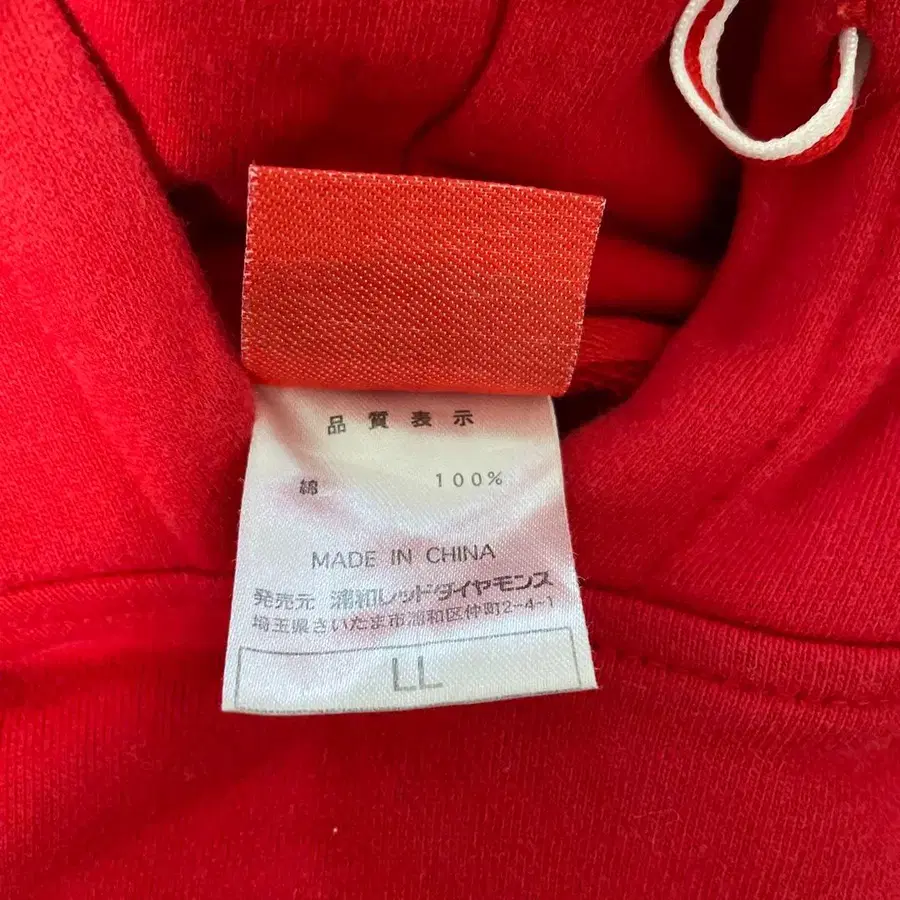 品質表示
綿 100%
MADE IN CHINA
発売元 浦和レッドダイヤモンズ
埼玉県さいたま市浦和区仲町2-4-1
LL